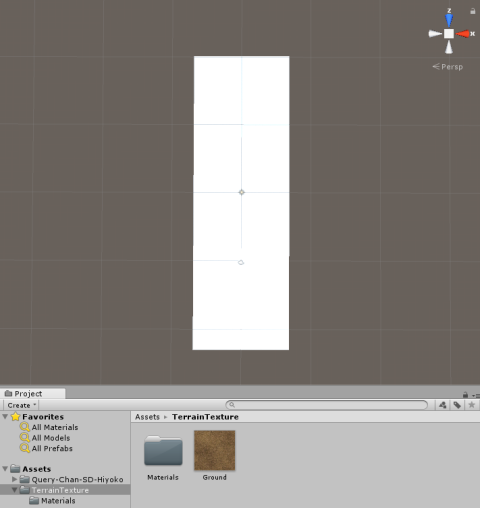 z
x
Persp
Project
Create
Favorites
All Materials
All Models
All Prefabs
Assets
Query-Chan-SD-Hiyoko
TerrainTexture
Materials
Assets ▸ TerrainTexture
Materials
Ground